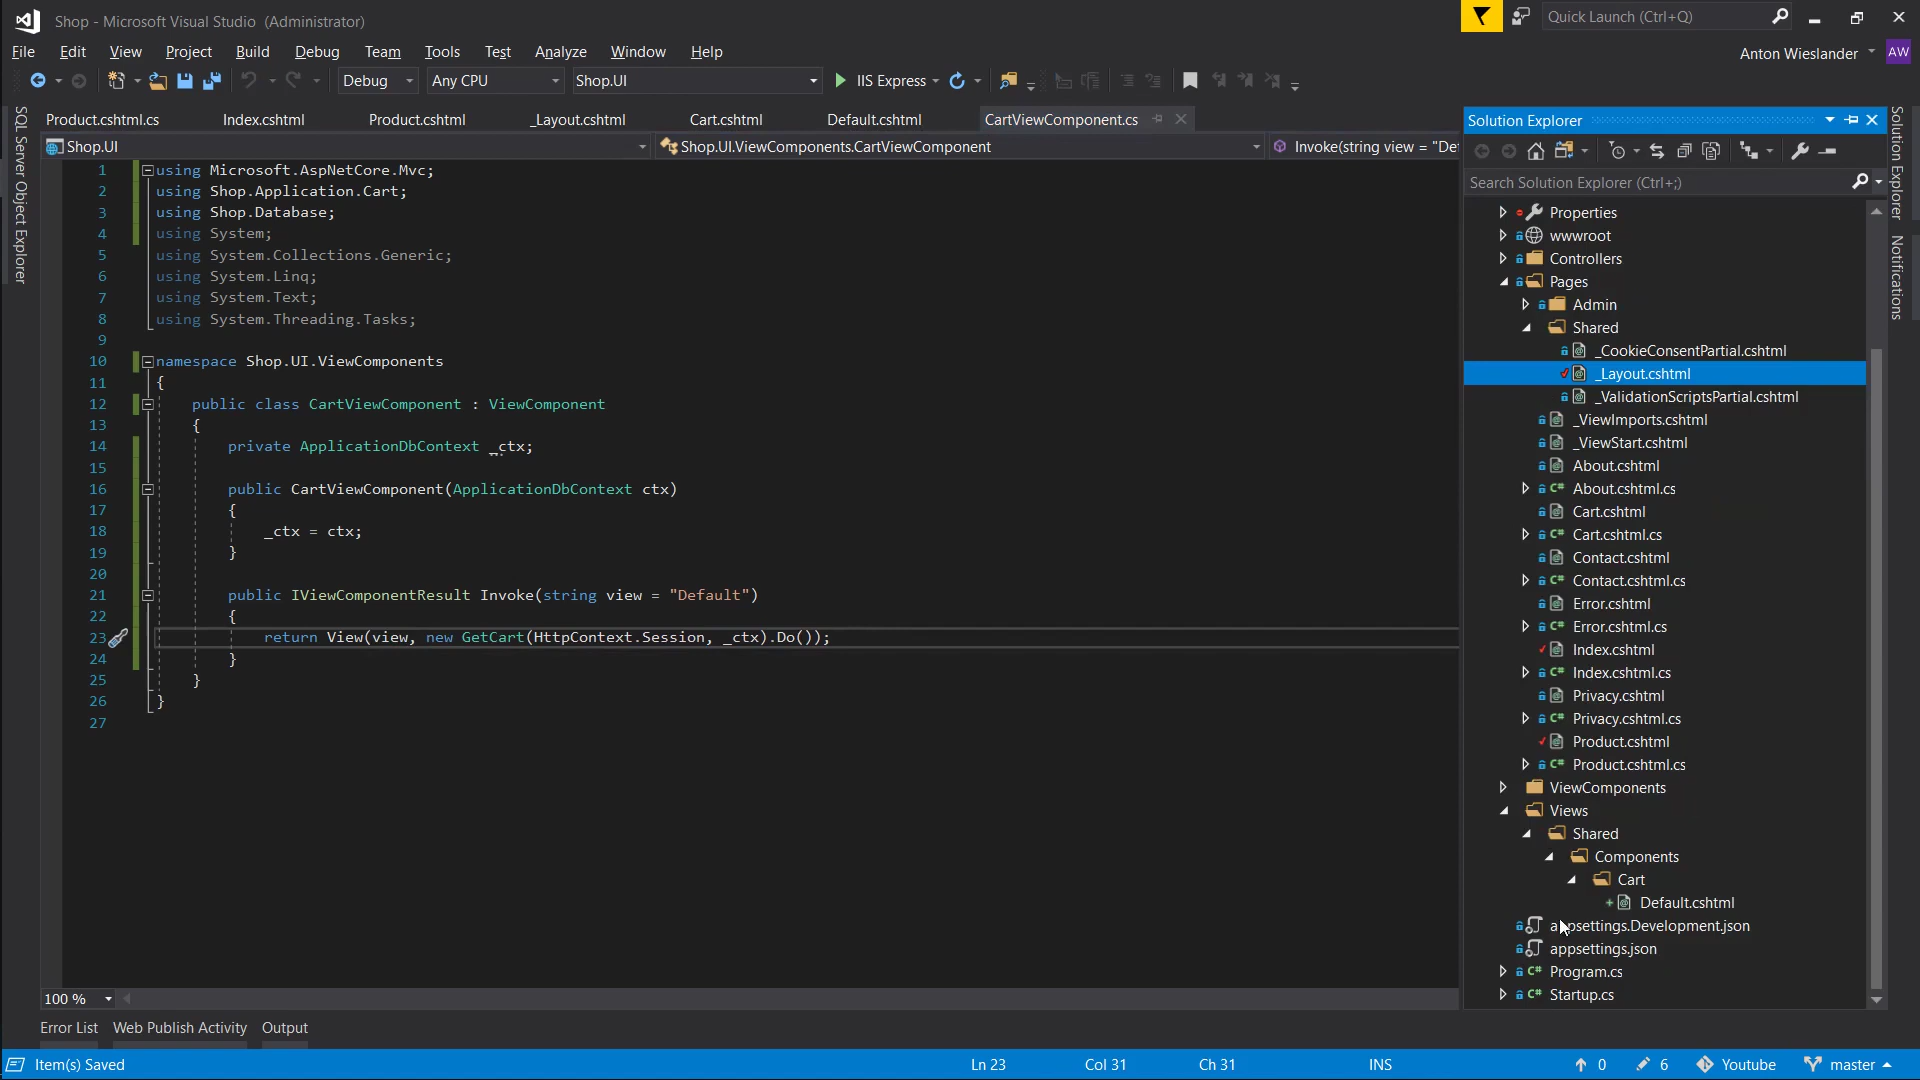 Shop - Microsoft Visual Studio (Administrator)
Quick Launch (Ctrl+Q)
File Edit View Project Build Debug Team Tools Test Analyze Window Help
Anton Wieslander AW
Debug Any CPU Shop.UI IIS Express
SQL Server Object Explorer
Product.cshtml.cs Index.cshtml Product.cshtml _Layout.cshtml Cart.cshtml Default.cshtml CartViewComponent.cs
Shop.UI Shop.UI.ViewComponents.CartViewComponent Invoke(string view = "Def
1 using Microsoft.AspNetCore.Mvc;
2 using Shop.Application.Cart;
3 using Shop.Database;
4 using System;
5 using System.Collections.Generic;
6 using System.Linq;
7 using System.Text;
8 using System.Threading.Tasks;
9
10 namespace Shop.UI.ViewComponents
11 {
12 public class CartViewComponent : ViewComponent
13 {
14 private ApplicationDbContext _ctx;
15
16 public CartViewComponent(ApplicationDbContext ctx)
17 {
18 _ctx = ctx;
19 }
20
21 public IViewComponentResult Invoke(string view = "Default")
22 {
23 return View(view, new GetCart(HttpContext.Session, _ctx).Do());
24 }
25 }
26 }
27
100 %
Solution Explorer
Search Solution Explorer (Ctrl+;)
Properties
wwwroot
Controllers
Pages
Admin
Shared
_CookieConsentPartial.cshtml
_Layout.cshtml
_ValidationScriptsPartial.cshtml
_ViewImports.cshtml
_ViewStart.cshtml
About.cshtml
About.cshtml.cs
Cart.cshtml
Cart.cshtml.cs
Contact.cshtml
Contact.cshtml.cs
Error.cshtml
Error.cshtml.cs
Index.cshtml
Index.cshtml.cs
Privacy.cshtml
Privacy.cshtml.cs
Product.cshtml
Product.cshtml.cs
ViewComponents
Views
Shared
Components
Cart
Default.cshtml
appsettings.Development.json
appsettings.json
Program.cs
Startup.cs
Solution Explorer
Notifications
Error List Web Publish Activity Output
Item(s) Saved Ln 23 Col 31 Ch 31 INS 0 6 Youtube master